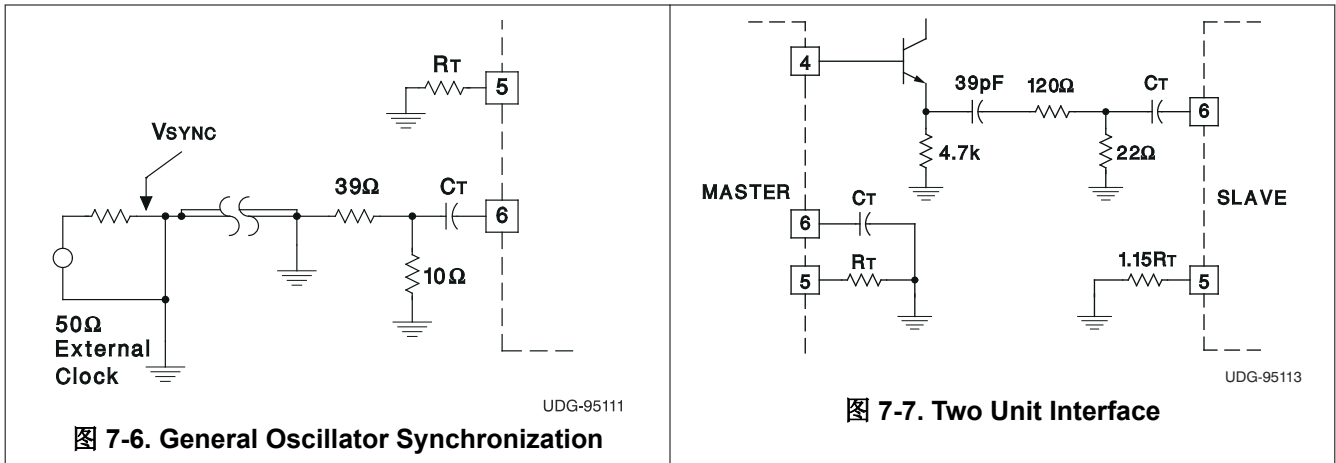 RT
5
VSYNC
39Ω
CT
6
10Ω
50Ω
External
Clock
UDG-95111
图 7-6. General Oscillator Synchronization
4
39pF
120Ω
CT
6
4.7k
22Ω
MASTER
SLAVE
CT
6
RT
5
1.15RT
5
UDG-95113
图 7-7. Two Unit Interface